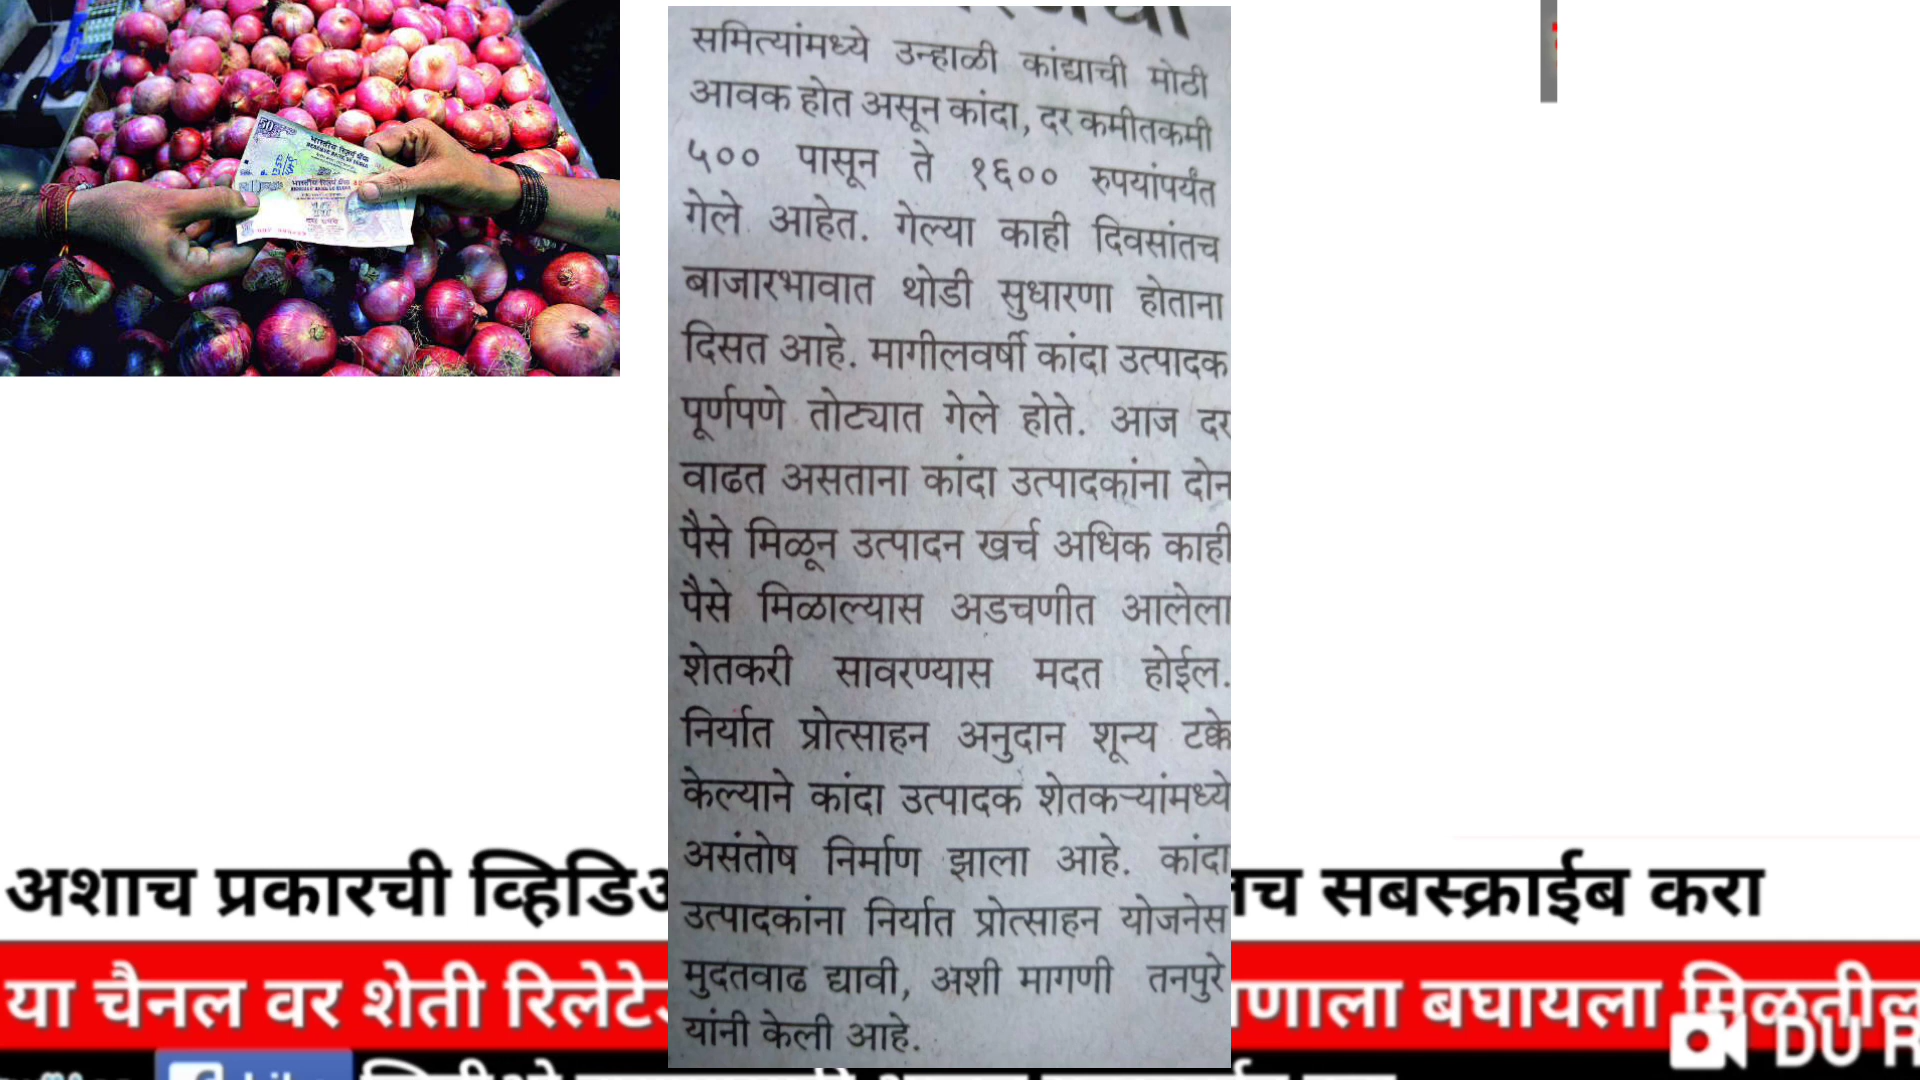 समित्यांमध्ये उन्हाळी कांद्याची मोठी
आवक होत असून कांदा, दर कमीतकमी
५०० पासून ते १६०० रुपयांपर्यंत
गेले आहेत. गेल्या काही दिवसांतच
बाजारभावात थोडी सुधारणा होताना
दिसत आहे. मागीलवर्षी कांदा उत्पादक
पूर्णपणे तोट्यात गेले होते. आज दर
वाढत असताना कांदा उत्पादकांना दोन
पैसे मिळून उत्पादन खर्च अधिक काही
पैसे मिळाल्यास अडचणीत आलेला
शेतकरी सावरण्यास मदत होईल.
निर्यात प्रोत्साहन अनुदान शून्य टक्के
केल्याने कांदा उत्पादक शेतकऱ्यांमध्ये
असंतोष निर्माण झाला आहे. कांदा
उत्पादकांना निर्यात प्रोत्साहन योजनेस
मुदतवाढ द्यावी, अशी मागणी तनपुरे
यांनी केली आहे.
अशाच प्रकारची सबस्क्राईब करा
या चैनल वर शेती बघायला मिळतील
DU